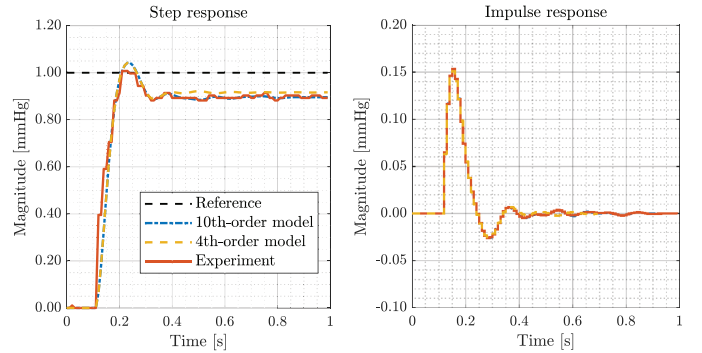 Step response
Magnitude [mmHg]
1.20
1.00
0.80
0.60
0.40
0.20
0.00
Reference
10th-order model
4th-order model
Experiment
0 0.2 0.4 0.6 0.8 1
Time [s]
Impulse response
Magnitude [mmHg]
0.20
0.15
0.10
0.05
0.00
-0.05
-0.10
0 0.2 0.4 0.6 0.8 1
Time [s]